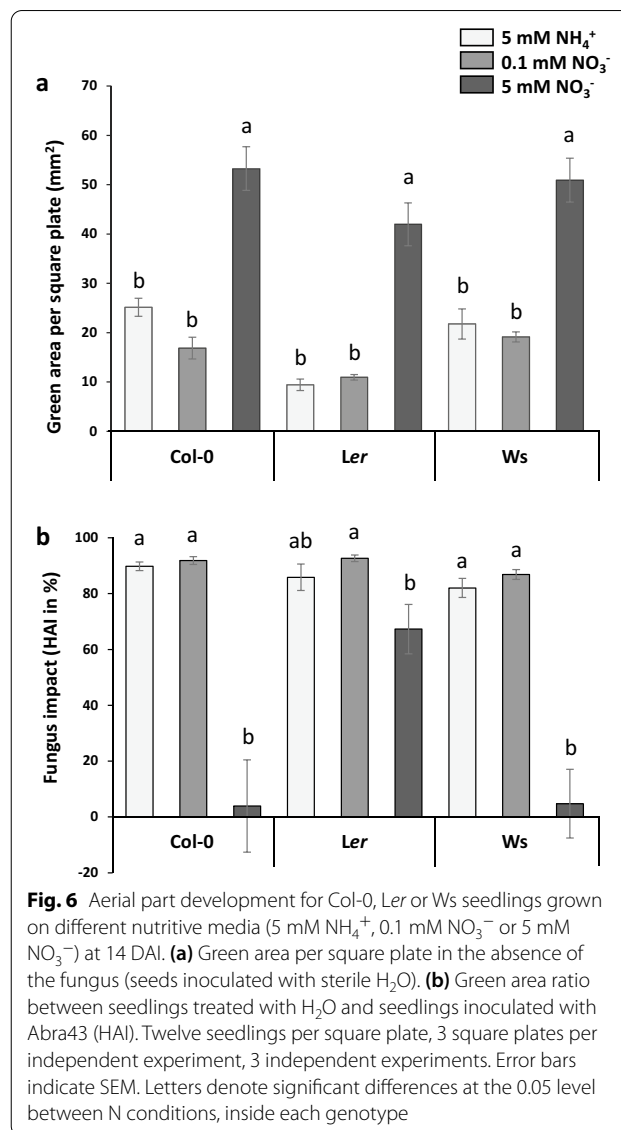 5 mM NH₄⁺
0.1 mM NO₃⁻
5 mM NO₃⁻
a
Green area per square plate (mm²)
70
60
50
40
30
20
10
0
b b a
b b a
b b a
Col-0 Ler Ws
b
Fungus impact (HAI in %)
100
80
60
40
20
0
-20
a a b
ab a b
a a b
Col-0 Ler Ws
Fig. 6 Aerial part development for Col-0, Ler or Ws seedlings grown
on different nutritive media (5 mM NH₄⁺, 0.1 mM NO₃⁻ or 5 mM
NO₃⁻) at 14 DAI. (a) Green area per square plate in the absence of
the fungus (seeds inoculated with sterile H₂O). (b) Green area ratio
between seedlings treated with H₂O and seedlings inoculated with
Abra43 (HAI). Twelve seedlings per square plate, 3 square plates per
independent experiment, 3 independent experiments. Error bars
indicate SEM. Letters denote significant differences at the 0.05 level
between N conditions, inside each genotype